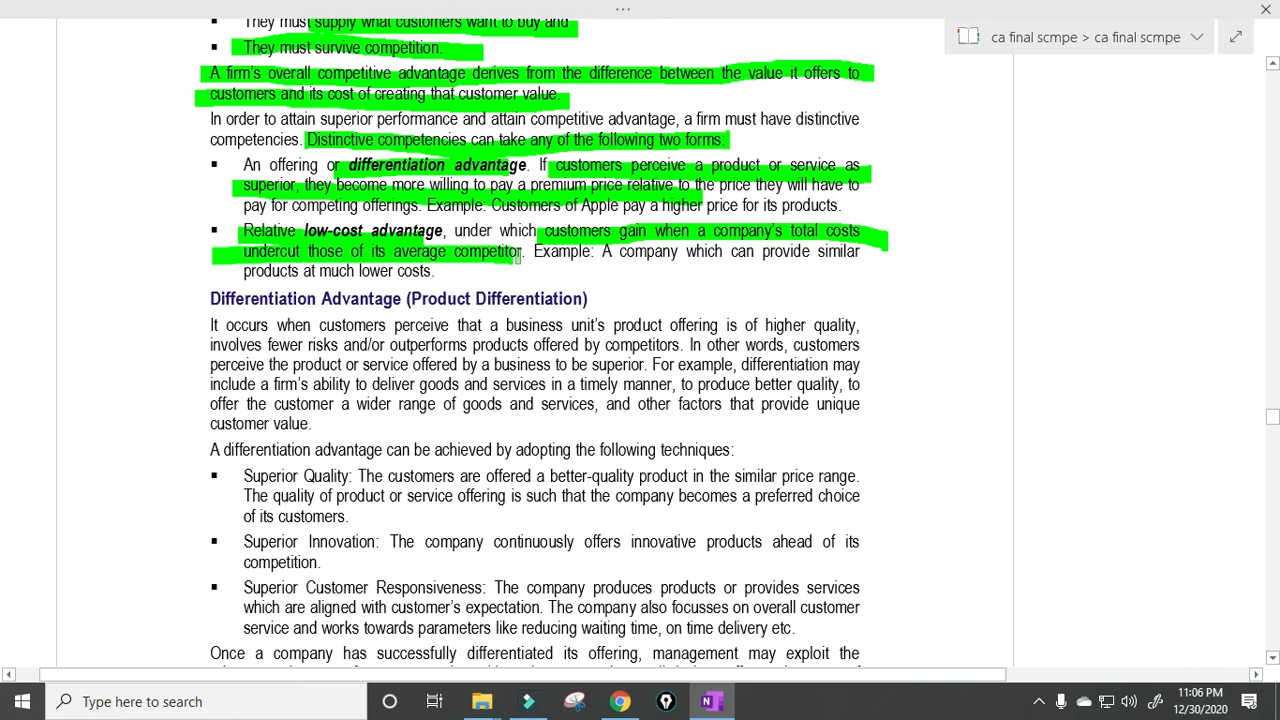 ▪ They must supply what customers want to buy and
ca final scmpe > ca final scmpe
▪ They must survive competition.
A firm's overall competitive advantage derives from the difference between the value it offers to
customers and its cost of creating that customer value.
In order to attain superior performance and attain competitive advantage, a firm must have distinctive
competencies. Distinctive competencies can take any of the following two forms:
▪ An offering or differentiation advantage. If customers perceive a product or service as
superior, they become more willing to pay a premium price relative to the price they will have to
pay for competing offerings. Example: Customers of Apple pay a higher price for its products.
▪ Relative low-cost advantage, under which customers gain when a company's total costs
undercut those of its average competitor. Example: A company which can provide similar
products at much lower costs.
Differentiation Advantage (Product Differentiation)
It occurs when customers perceive that a business unit's product offering is of higher quality,
involves fewer risks and/or outperforms products offered by competitors. In other words, customers
perceive the product or service offered by a business to be superior. For example, differentiation may
include a firm's ability to deliver goods and services in a timely manner, to produce better quality, to
offer the customer a wider range of goods and services, and other factors that provide unique
customer value.
A differentiation advantage can be achieved by adopting the following techniques:
▪ Superior Quality: The customers are offered a better-quality product in the similar price range.
The quality of product or service offering is such that the company becomes a preferred choice
of its customers.
▪ Superior Innovation: The company continuously offers innovative products ahead of its
competition.
▪ Superior Customer Responsiveness: The company produces products or provides services
which are aligned with customer's expectation. The company also focusses on overall customer
service and works towards parameters like reducing waiting time, on time delivery etc.
Once a company has successfully differentiated its offering, management may exploit the
Type here to search
11:06 PM
12/30/2020